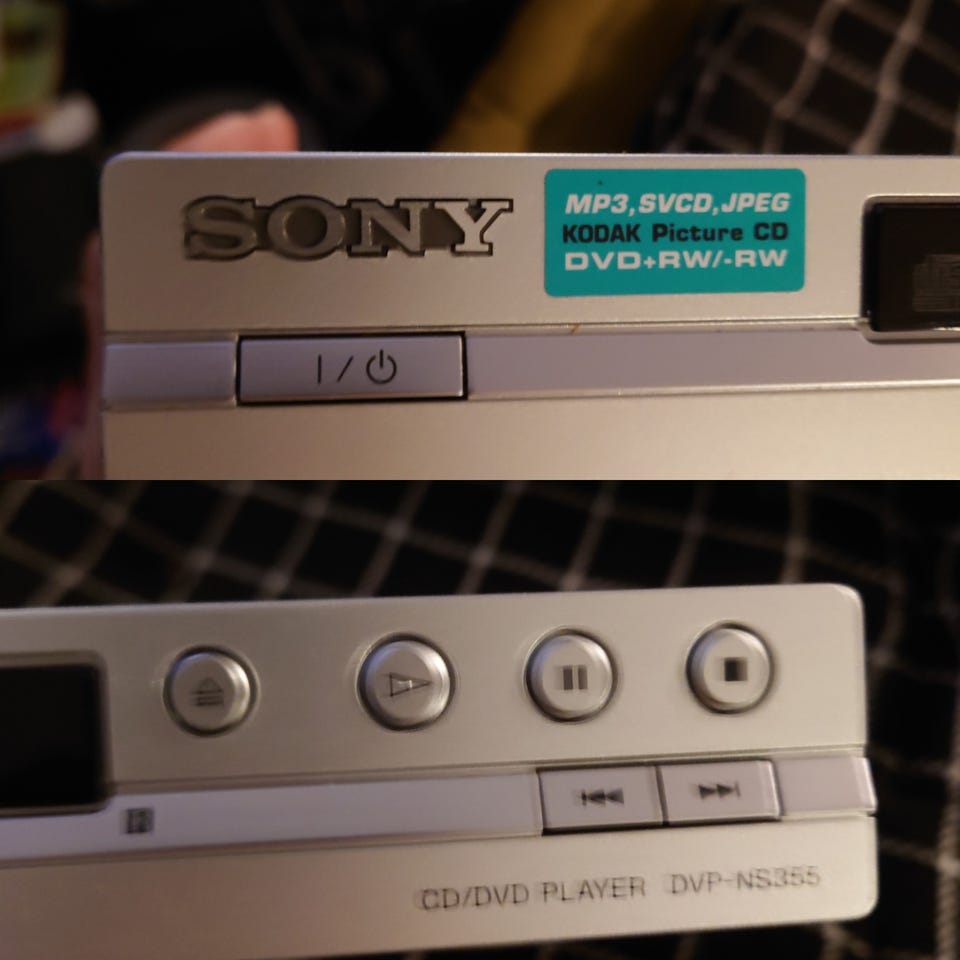 SONY
MP3,SVCD,JPEG
KODAK Picture CD
DVD+RW/-RW
CD/DVD PLAYER DVP-NS355